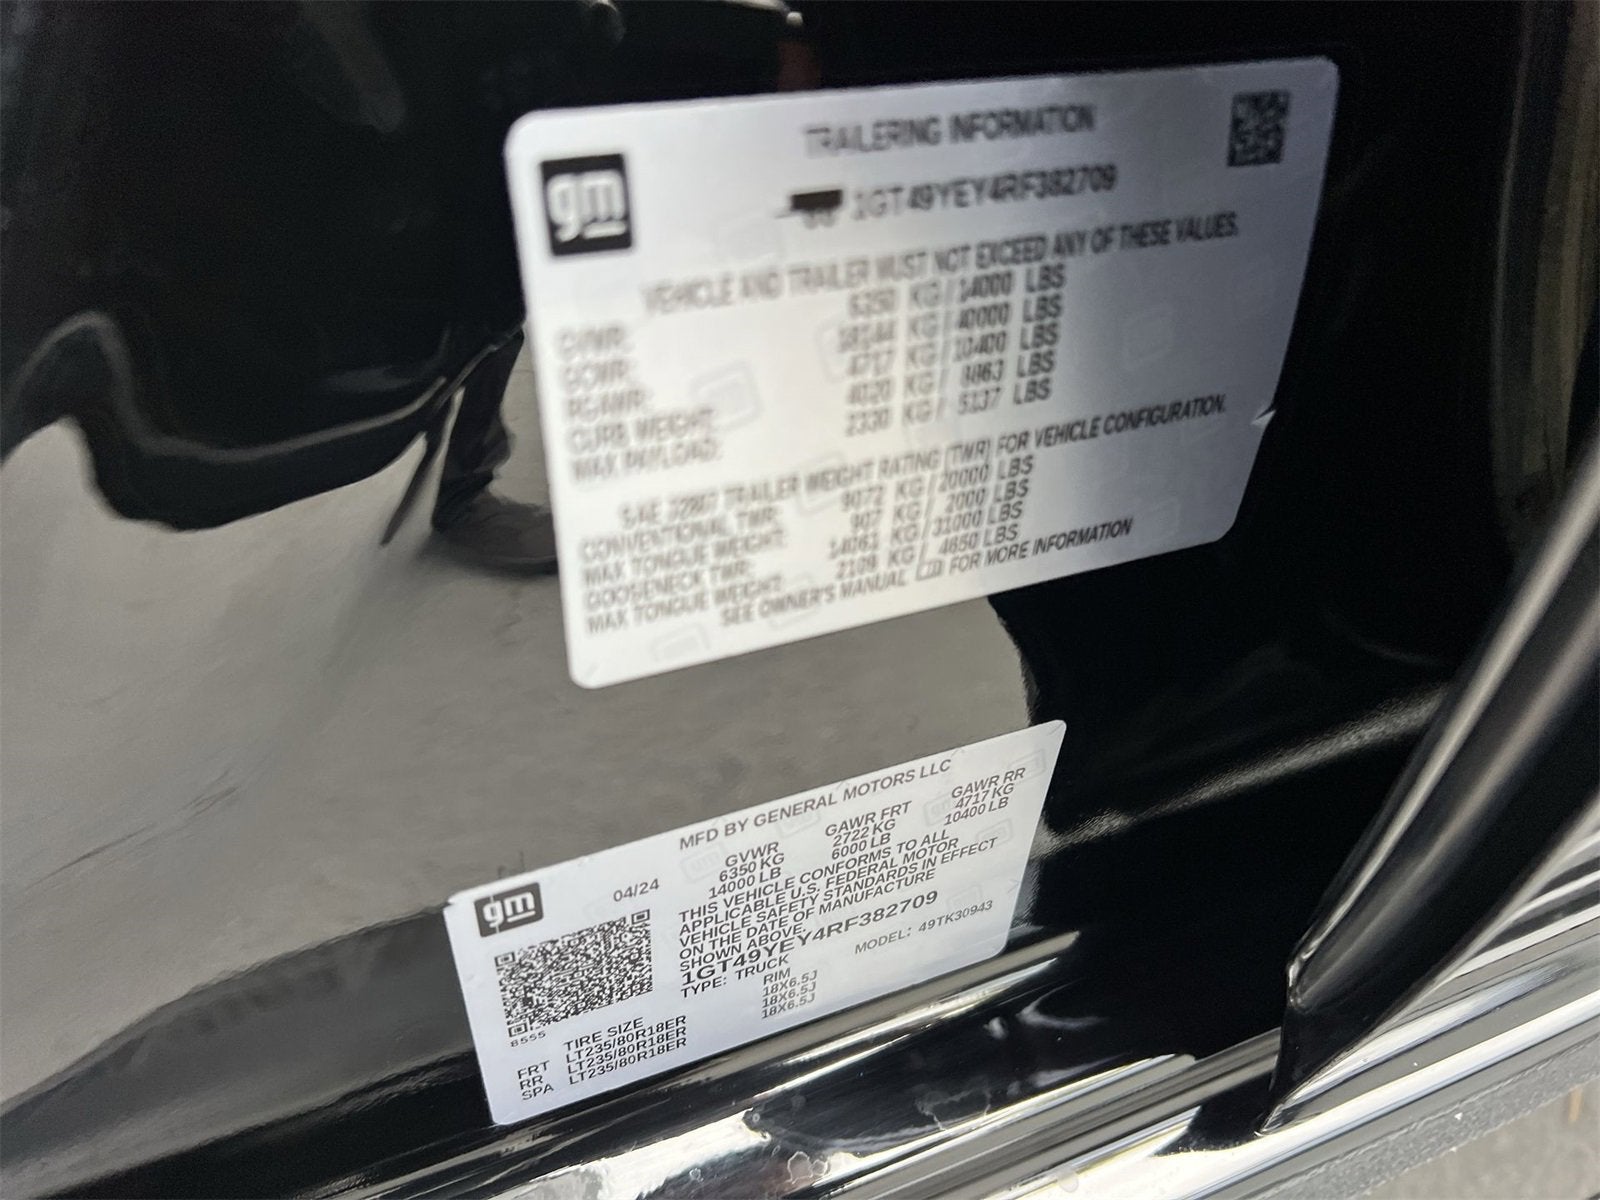 gm
TRAILERING INFORMATION
1GT49YEY4RF382709
VEHICLE AND TRAILER MUST NOT EXCEED ANY OF THESE VALUES.
GVWR: 6350 KG / 14000 LBS
GCWR: 18144 KG / 40000 LBS
RGAWR: 4717 KG / 10400 LBS
CURB WEIGHT: 4020 KG / 8863 LBS
MAX PAYLOAD: 2330 KG / 5137 LBS
SAE J2807 TRAILER WEIGHT RATING (TWR) FOR VEHICLE CONFIGURATION.
CONVENTIONAL TWR: 9072 KG / 20000 LBS
MAX TONGUE WEIGHT: 907 KG / 2000 LBS
GOOSENECK TWR: 14061 KG / 31000 LBS
MAX TONGUE WEIGHT: 2109 KG / 4650 LBS
SEE OWNER'S MANUAL FOR MORE INFORMATION
gm
MFD BY GENERAL MOTORS LLC
04/24
GVWR GAWR FRT GAWR RR
6350 KG 2722 KG 4717 KG
14000 LB 6000 LB 10400 LB
THIS VEHICLE CONFORMS TO ALL
APPLICABLE U.S. FEDERAL MOTOR
VEHICLE SAFETY STANDARDS IN EFFECT
ON THE DATE OF MANUFACTURE
SHOWN ABOVE.
1GT49YEY4RF382709
TYPE: TRUCK MODEL: 49TK30943
8555
TIRE SIZE RIM
FRT LT235/80R18ER 18X6.5J
RR LT235/80R18ER 18X6.5J
SPA LT235/80R18ER 18X6.5J